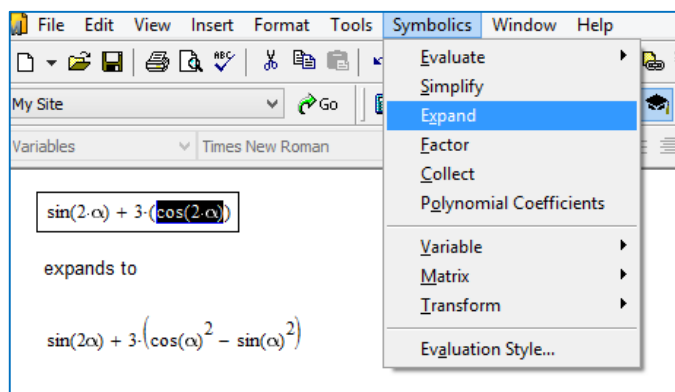 File Edit View Insert Format Tools Symbolics Window Help
ABC
My Site Go
Variables Times New Roman
Evaluate
Simplify
Expand
Factor
Collect
Polynomial Coefficients
Variable
Matrix
Transform
Evaluation Style...
sin(2·α) + 3·(cos(2·α))
expands to
sin(2α) + 3·(cos(α)² − sin(α)²)